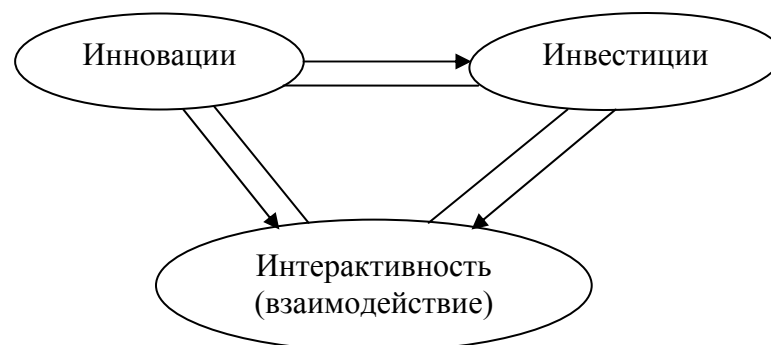 Инновации
Инвестиции
Интерактивность
(взаимодействие)